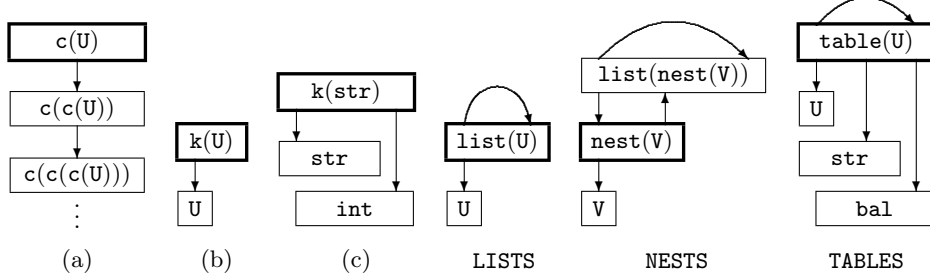 c(U)
c(c(U))
c(c(c(U)))
⋮
(a)
k(U)
U
(b)
k(str)
str
int
(c)
list(U)
U
LISTS
list(nest(V))
nest(V)
V
NESTS
table(U)
U
str
bal
TABLES